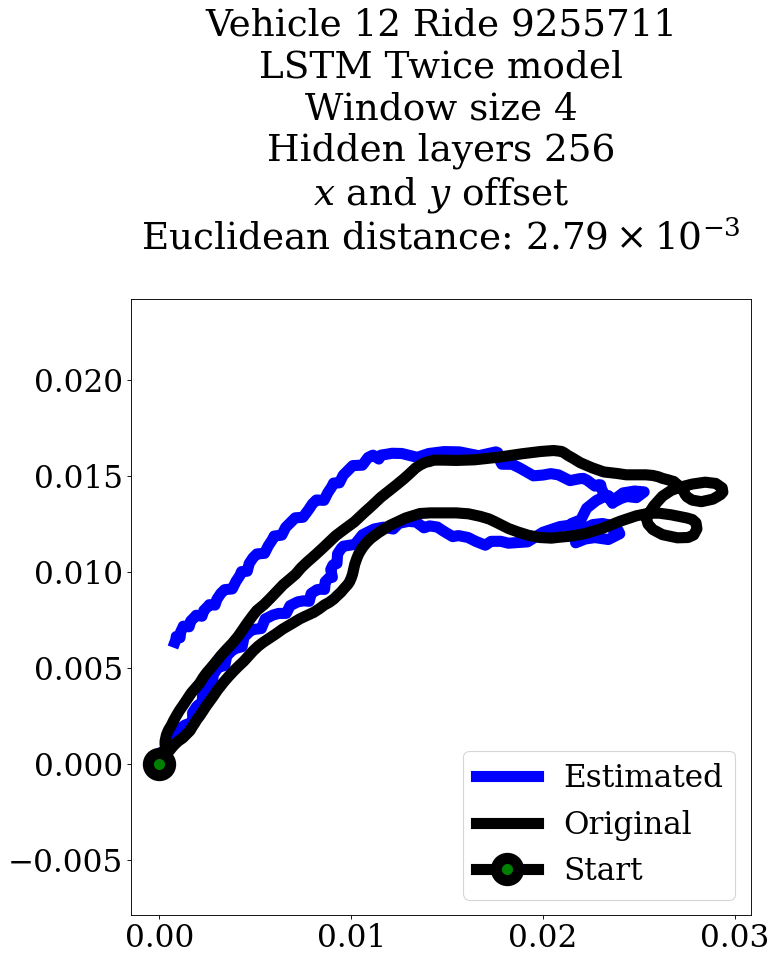 Vehicle 12 Ride 9255711
LSTM Twice model
Window size 4
Hidden layers 256
x and y offset
Euclidean distance: 2.79 × 10⁻³
0.020
0.015
0.010
0.005
0.000
−0.005
Estimated
Original
Start
0.00 0.01 0.02 0.03